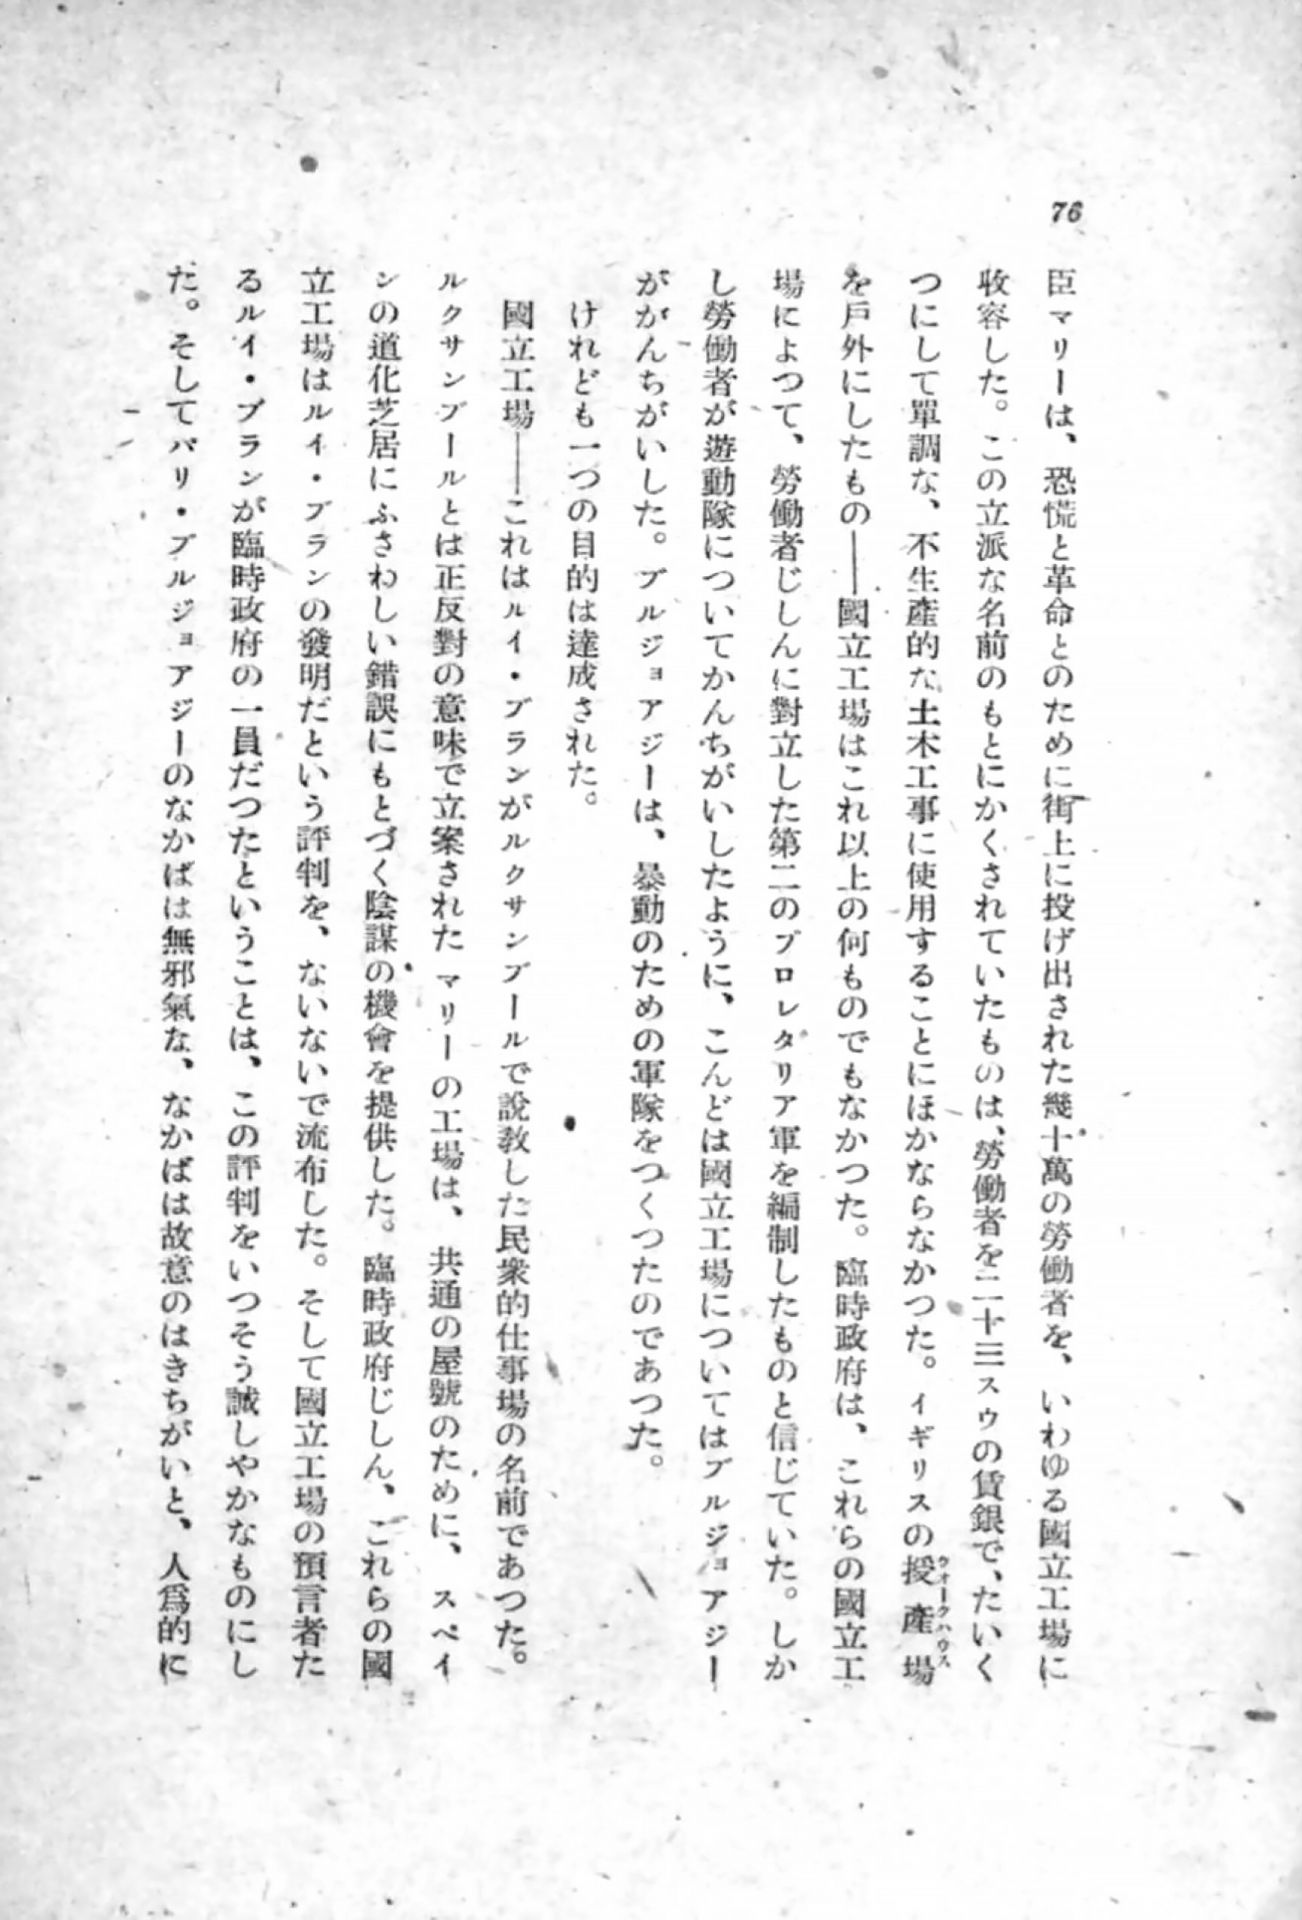 76
臣マリーは、恐慌と革命とのために街上に投げ出された幾十萬の勞働者を、いわゆる國立工場に
收容した。この立派な名前のもとにかくされていたものは、勞働者を二十三スゥの賃銀で、たいく
つにして單調な、不生產的な土木工事に使用することにほかならなかつた。イギリスの授產場
ウォークハウス
を戶外にしたもの——國立工場はこれ以上の何ものでもなかつた。臨時政府は、これらの國立工
場によつて、勞働者じしんに對立した第二のプロレタリア軍を編制したものと信じていた。しか
し勞働者が遊動隊についてかんちがいしたように、こんどは國立工場についてはブルジョアジー
がかんちがいした。ブルジョアジーは、暴動のための軍隊をつくつたのであつた。
けれども一つの目的は達成された。
國立工場——これはルイ・ブランがルクサンブールで說敎した民衆的仕事場の名前であつた。
ルクサンブールとは正反對の意味で立案されたマリーの工場は、共通の屋號のために、スペイ
ンの道化芝居にふさわしい錯誤にもとづく陰謀の機會を提供した。臨時政府じしん、これらの國
立工場はルイ・ブランの發明だという評判を、ないないで流布した。そして國立工場の預言者た
るルイ・ブランが臨時政府の一員だつたということは、この評判をいつそう誠しやかなものにし
た。そしてパリ・ブルジョアジーのなかばは無邪氣な、なかばは故意のはきちがいと、人爲的に